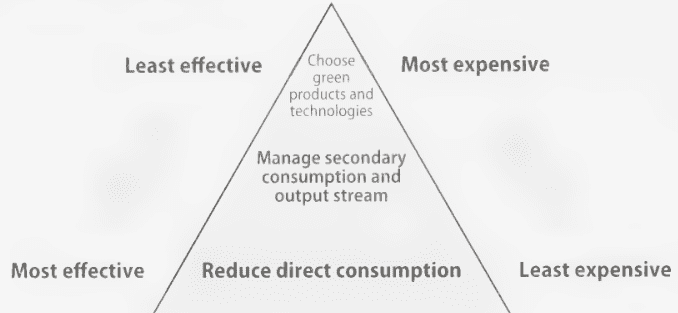 Choose
Least effective
green
Most expensive
products and
technologies
Manage secondary
consumption and
output stream
Most effective
Reduce direct consumption
Least expensive